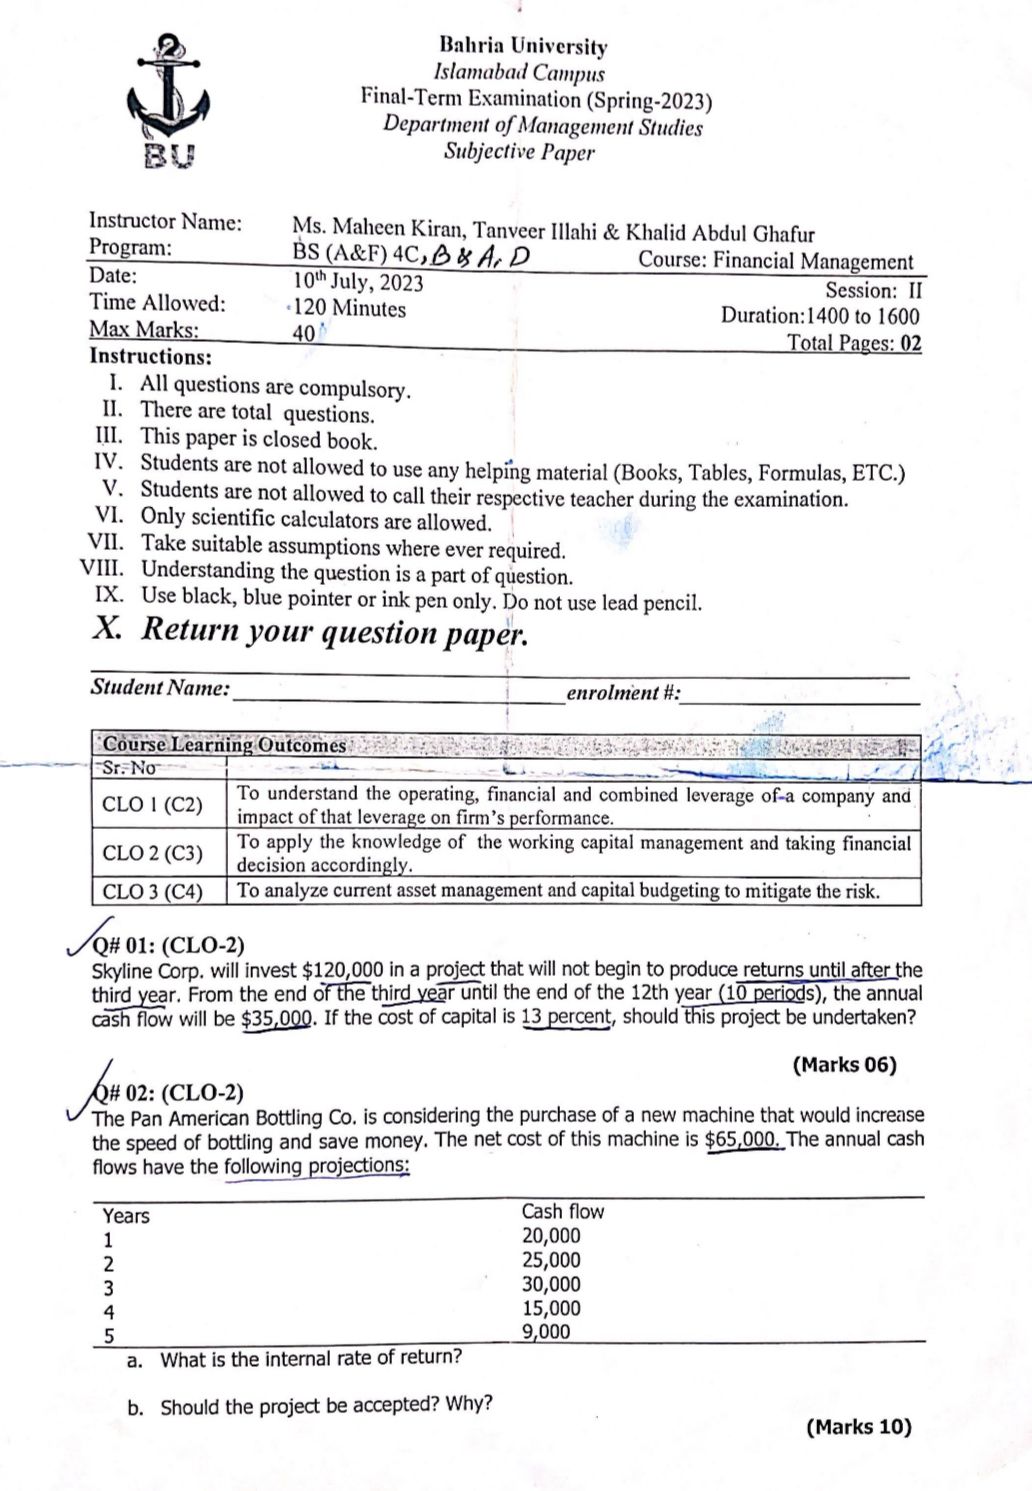 BU
Bahria University
Islamabad Campus
Final-Term Examination (Spring-2023)
Department of Management Studies
Subjective Paper
Instructor Name: Ms. Maheen Kiran, Tanveer Illahi & Khalid Abdul Ghafur
Program: BS (A&F) 4C, B & A, D Course: Financial Management
Date: 10th July, 2023 Session: II
Time Allowed: 120 Minutes Duration:1400 to 1600
Max Marks: 40 Total Pages: 02
Instructions:
I. All questions are compulsory.
II. There are total questions.
III. This paper is closed book.
IV. Students are not allowed to use any helping material (Books, Tables, Formulas, ETC.)
V. Students are not allowed to call their respective teacher during the examination.
VI. Only scientific calculators are allowed.
VII. Take suitable assumptions where ever required.
VIII. Understanding the question is a part of question.
IX. Use black, blue pointer or ink pen only. Do not use lead pencil.
X. Return your question paper.
Student Name: enrolment #:
Course Learning Outcomes
Sr. No
CLO 1 (C2) To understand the operating, financial and combined leverage of a company and
impact of that leverage on firm's performance.
CLO 2 (C3) To apply the knowledge of the working capital management and taking financial
decision accordingly.
CLO 3 (C4) To analyze current asset management and capital budgeting to mitigate the risk.
Q# 01: (CLO-2)
Skyline Corp. will invest $120,000 in a project that will not begin to produce returns until after the
third year. From the end of the third year until the end of the 12th year (10 periods), the annual
cash flow will be $35,000. If the cost of capital is 13 percent, should this project be undertaken?
(Marks 06)
Q# 02: (CLO-2)
The Pan American Bottling Co. is considering the purchase of a new machine that would increase
the speed of bottling and save money. The net cost of this machine is $65,000. The annual cash
flows have the following projections:
Years Cash flow
1 20,000
2 25,000
3 30,000
4 15,000
5 9,000
a. What is the internal rate of return?
b. Should the project be accepted? Why?
(Marks 10)